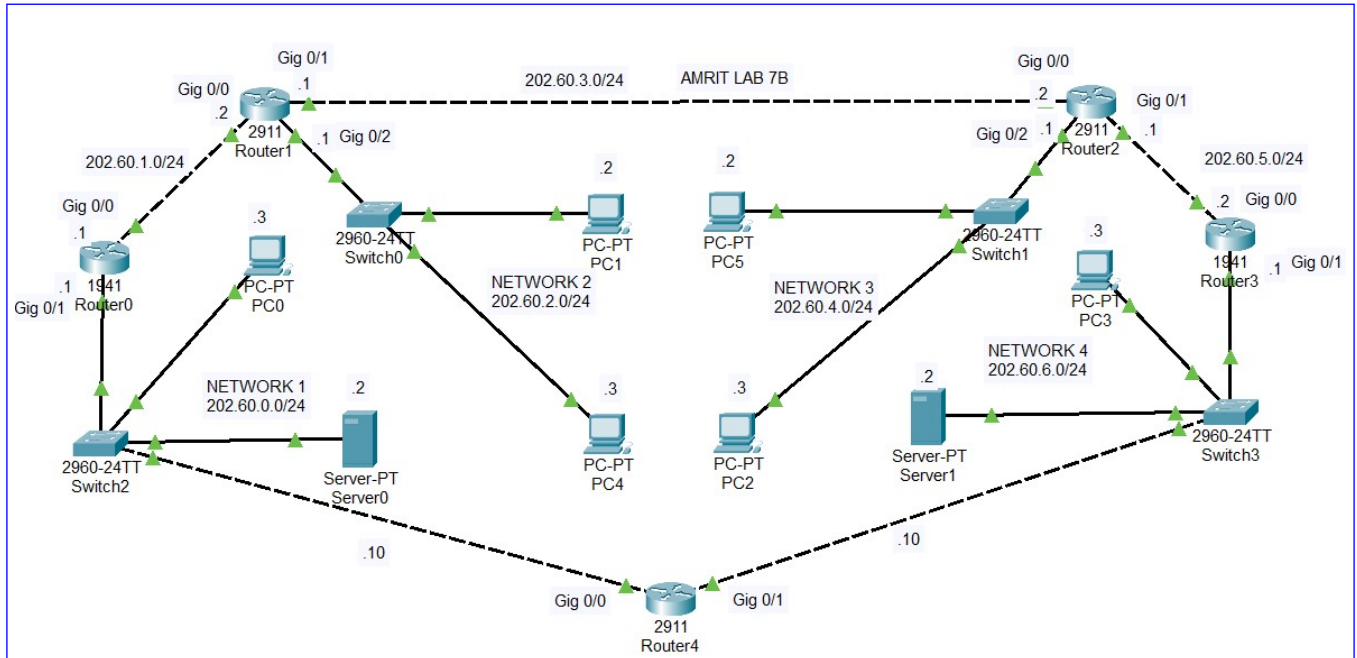 Gig 0/1
Gig 0/0
.1
.2
202.60.3.0/24
AMRIT LAB 7B
Gig 0/0
.2
Gig 0/1
2911
Router1
.1
Gig 0/2
Gig 0/2
.1
2911
Router2
.1
202.60.1.0/24
202.60.5.0/24
Gig 0/0
.1
.3
.2
.2
.2
Gig 0/0
1941
Router0
.1
Gig 0/1
PC-PT
PC0
2960-24TT
Switch0
PC-PT
PC1
PC-PT
PC5
2960-24TT
Switch1
.3
PC-PT
PC3
1941
Router3
.1
Gig 0/1
NETWORK 2
202.60.2.0/24
NETWORK 3
202.60.4.0/24
NETWORK 1
202.60.0.0/24
.2
.3
.3
.2
NETWORK 4
202.60.6.0/24
2960-24TT
Switch2
Server-PT
Server0
PC-PT
PC4
PC-PT
PC2
Server-PT
Server1
2960-24TT
Switch3
.10
.10
Gig 0/0
Gig 0/1
2911
Router4